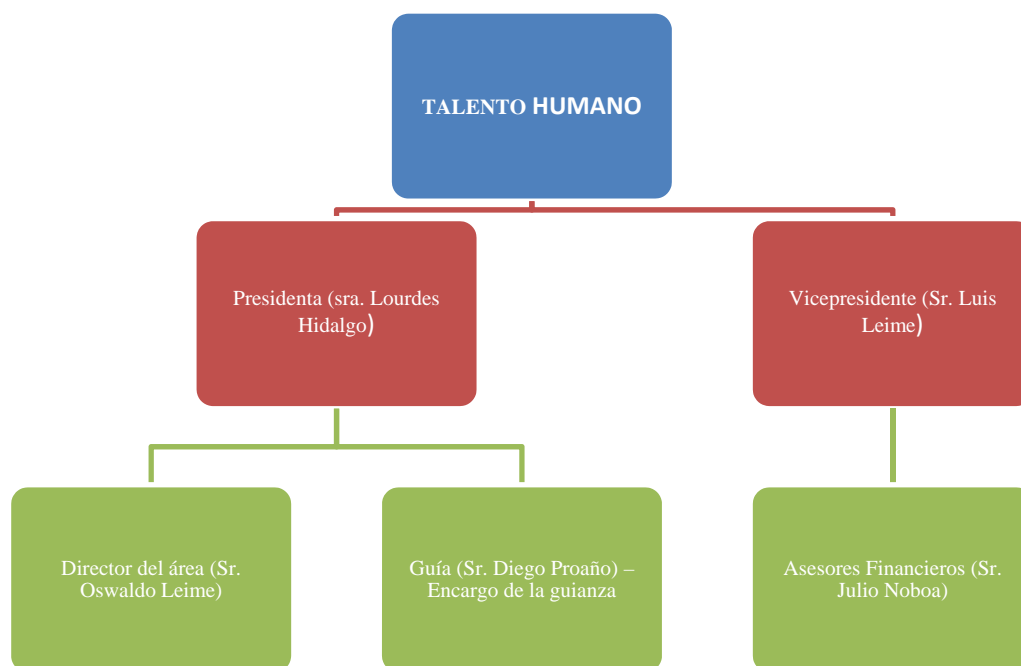 TALENTO HUMANO
Presidenta (sra. Lourdes
Hidalgo)
Vicepresidente (Sr. Luis
Leime)
Director del área (Sr.
Oswaldo Leime)
Guía (Sr. Diego Proaño) –
Encargo de la guianza
Asesores Financieros (Sr.
Julio Noboa)